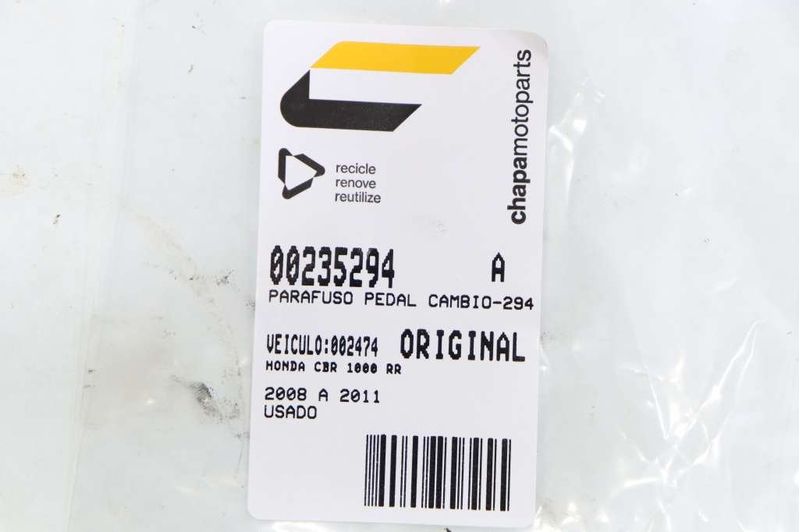 chapamotoparts
recicle
renove
reutilize
00235294 A
PARAFUSO PEDAL CAMBIO-294
VEICULO:002474 ORIGINAL
HONDA CBR 1000 RR
2008 A 2011
USADO